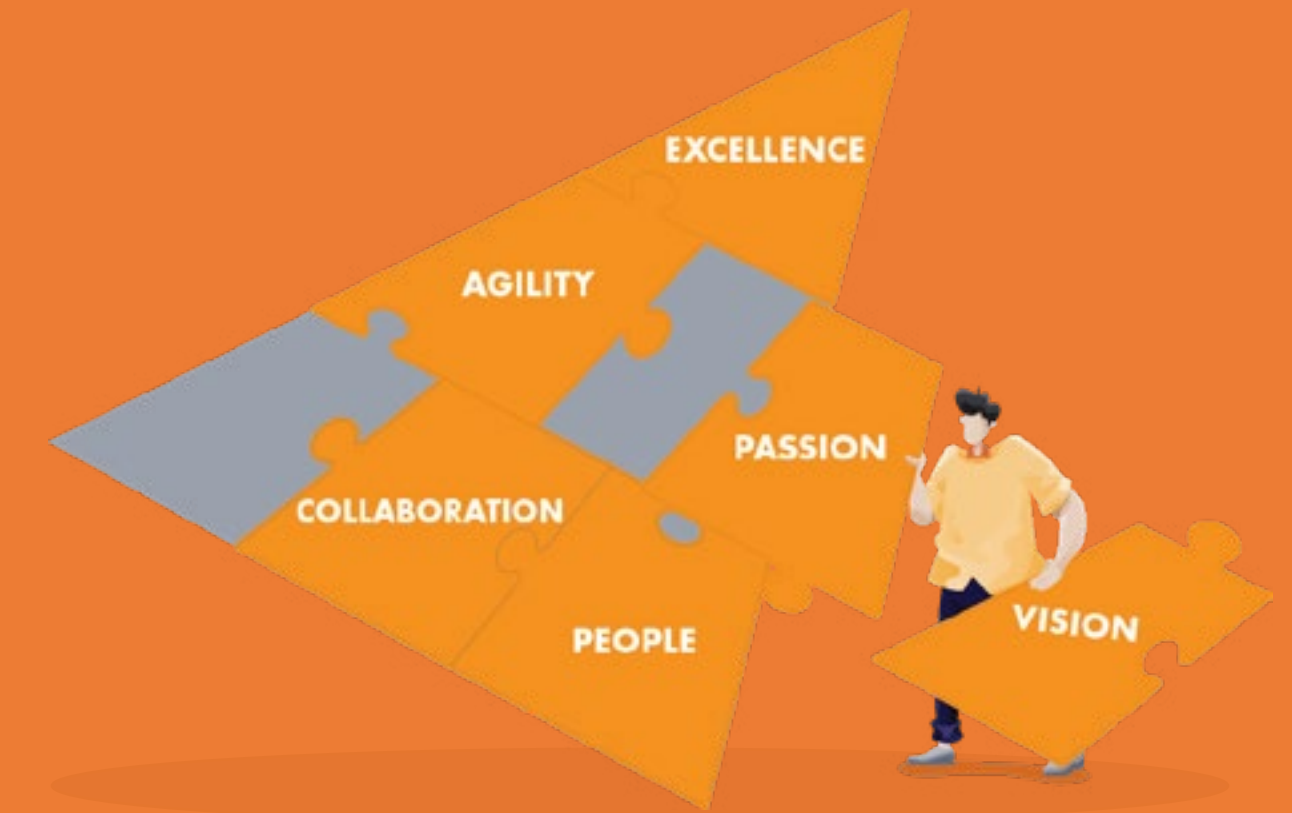 EXCELLENCE
AGILITY
PASSION
COLLABORATION
VISION
PEOPLE